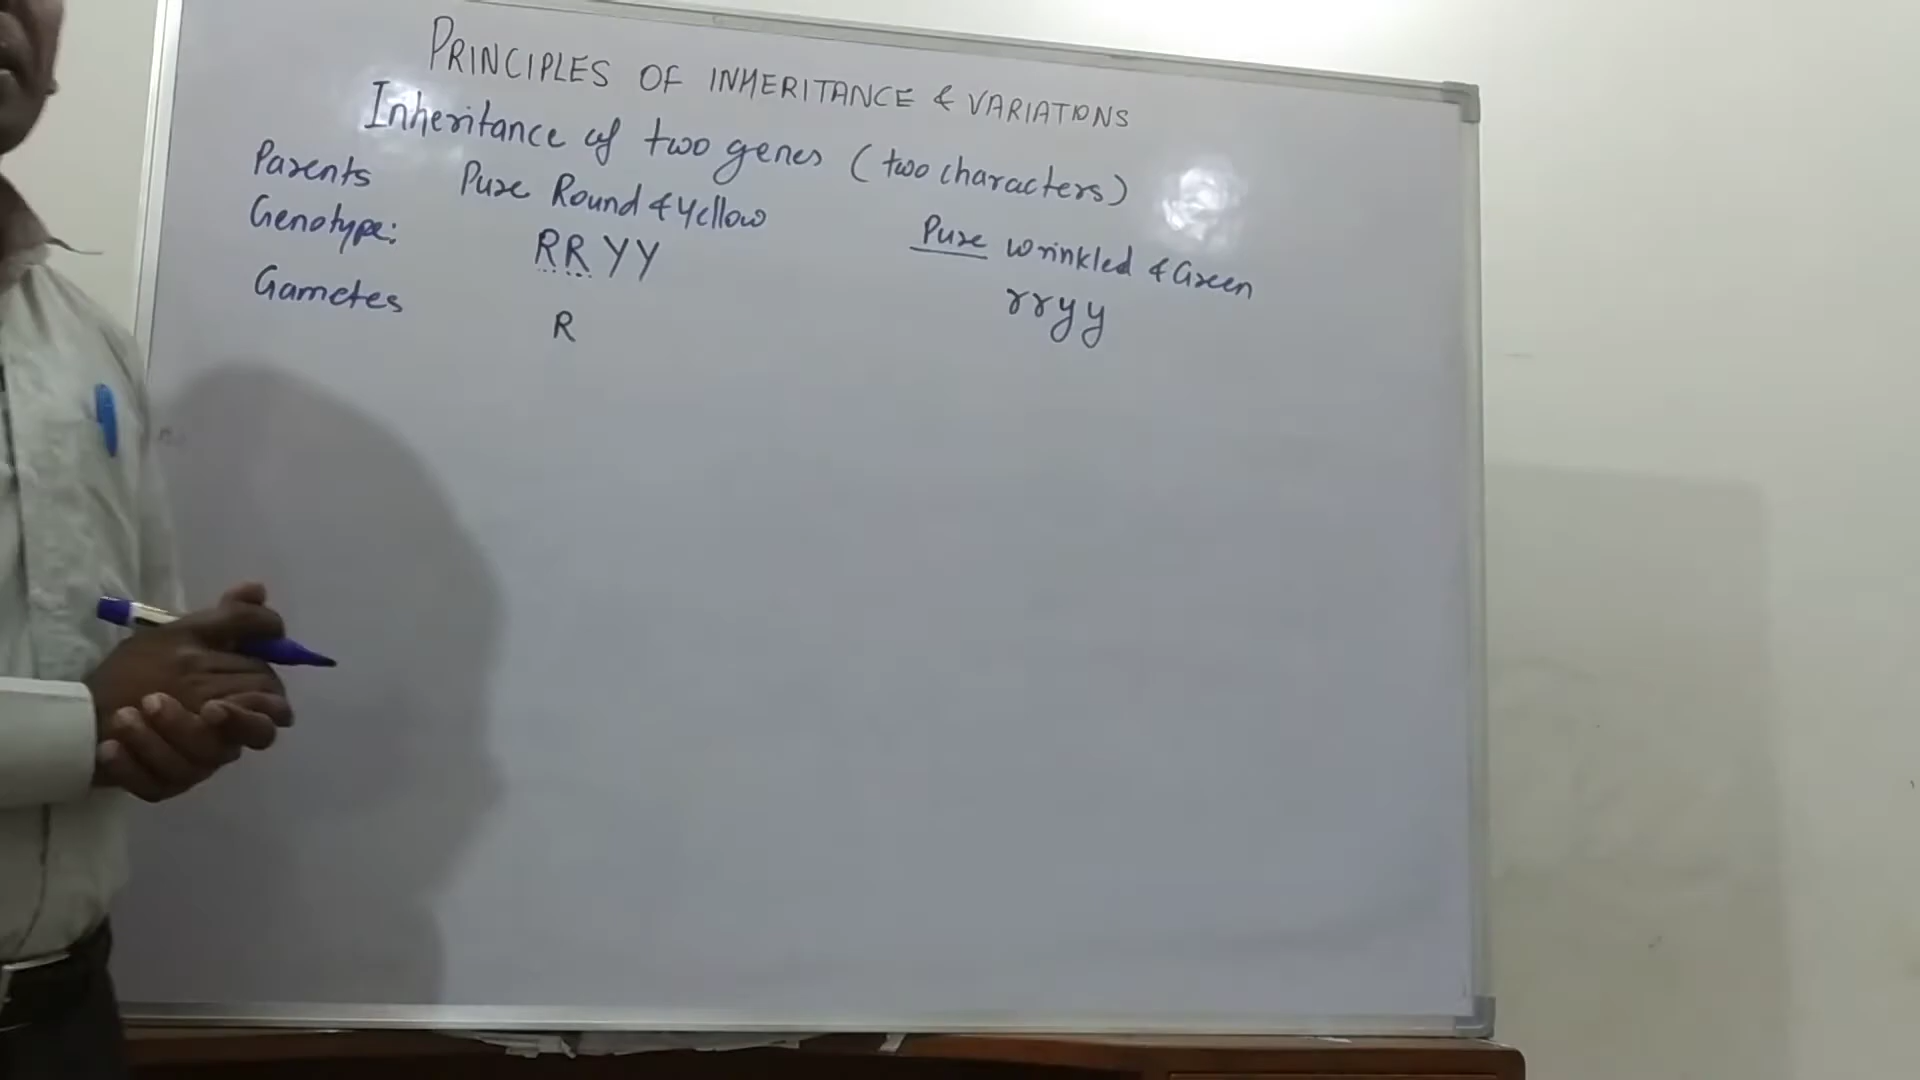 PRINCIPLES OF INHERITANCE & VARIATIONS
Inheritance of two genes (two characters)
Parents Pure Round & Yellow Pure Wrinkled & Green
Genotype: RRYY rryy
Gametes R